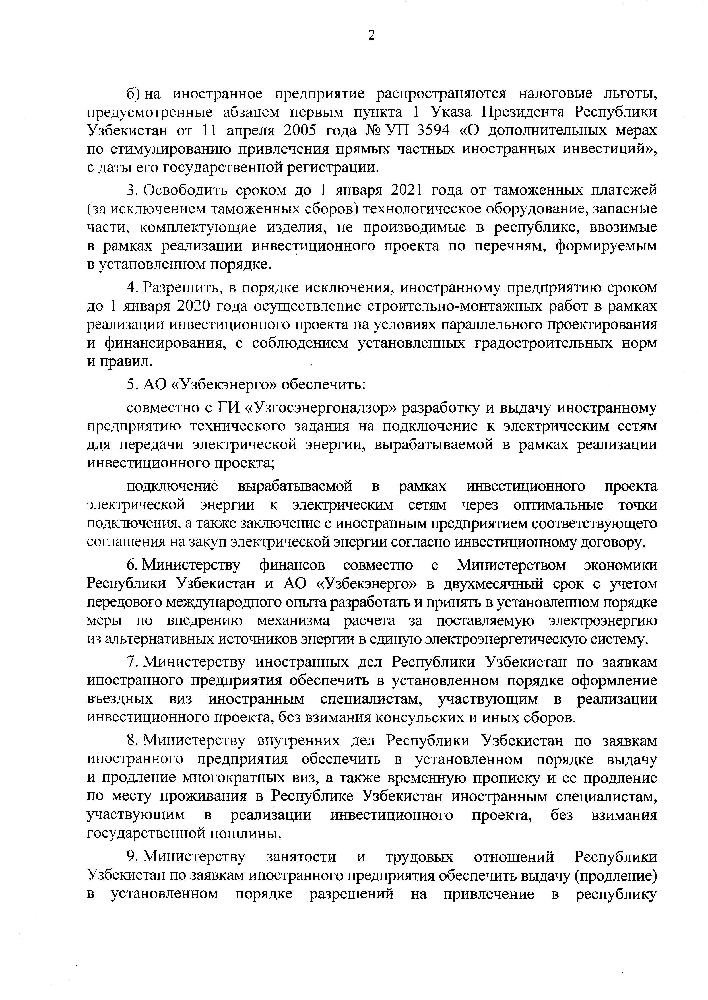 2
б) на иностранное предприятие распространяются налоговые льготы,
предусмотренные абзацем первым пункта 1 Указа Президента Республики
Узбекистан от 11 апреля 2005 года № УП–3594 «О дополнительных мерах
по стимулированию привлечения прямых частных иностранных инвестиций»,
с даты его государственной регистрации.
3. Освободить сроком до 1 января 2021 года от таможенных платежей
(за исключением таможенных сборов) технологическое оборудование, запасные
части, комплектующие изделия, не производимые в республике, ввозимые
в рамках реализации инвестиционного проекта по перечням, формируемым
в установленном порядке.
4. Разрешить, в порядке исключения, иностранному предприятию сроком
до 1 января 2020 года осуществление строительно-монтажных работ в рамках
реализации инвестиционного проекта на условиях параллельного проектирования
и финансирования, с соблюдением установленных градостроительных норм
и правил.
5. АО «Узбекэнерго» обеспечить:
совместно с ГИ «Узгосэнергонадзор» разработку и выдачу иностранному
предприятию технического задания на подключение к электрическим сетям
для передачи электрической энергии, вырабатываемой в рамках реализации
инвестиционного проекта;
подключение вырабатываемой в рамках инвестиционного проекта
электрической энергии к электрическим сетям через оптимальные точки
подключения, а также заключение с иностранным предприятием соответствующего
соглашения на закуп электрической энергии согласно инвестиционному договору.
6. Министерству финансов совместно с Министерством экономики
Республики Узбекистан и АО «Узбекэнерго» в двухмесячный срок с учетом
передового международного опыта разработать и принять в установленном порядке
меры по внедрению механизма расчета за поставляемую электроэнергию
из альтернативных источников энергии в единую электроэнергетическую систему.
7. Министерству иностранных дел Республики Узбекистан по заявкам
иностранного предприятия обеспечить в установленном порядке оформление
въездных виз иностранным специалистам, участвующим в реализации
инвестиционного проекта, без взимания консульских и иных сборов.
8. Министерству внутренних дел Республики Узбекистан по заявкам
иностранного предприятия обеспечить в установленном порядке выдачу
и продление многократных виз, а также временную прописку и ее продление
по месту проживания в Республике Узбекистан иностранным специалистам,
участвующим в реализации инвестиционного проекта, без взимания
государственной пошлины.
9. Министерству занятости и трудовых отношений Республики
Узбекистан по заявкам иностранного предприятия обеспечить выдачу (продление)
в установленном порядке разрешений на привлечение в республику